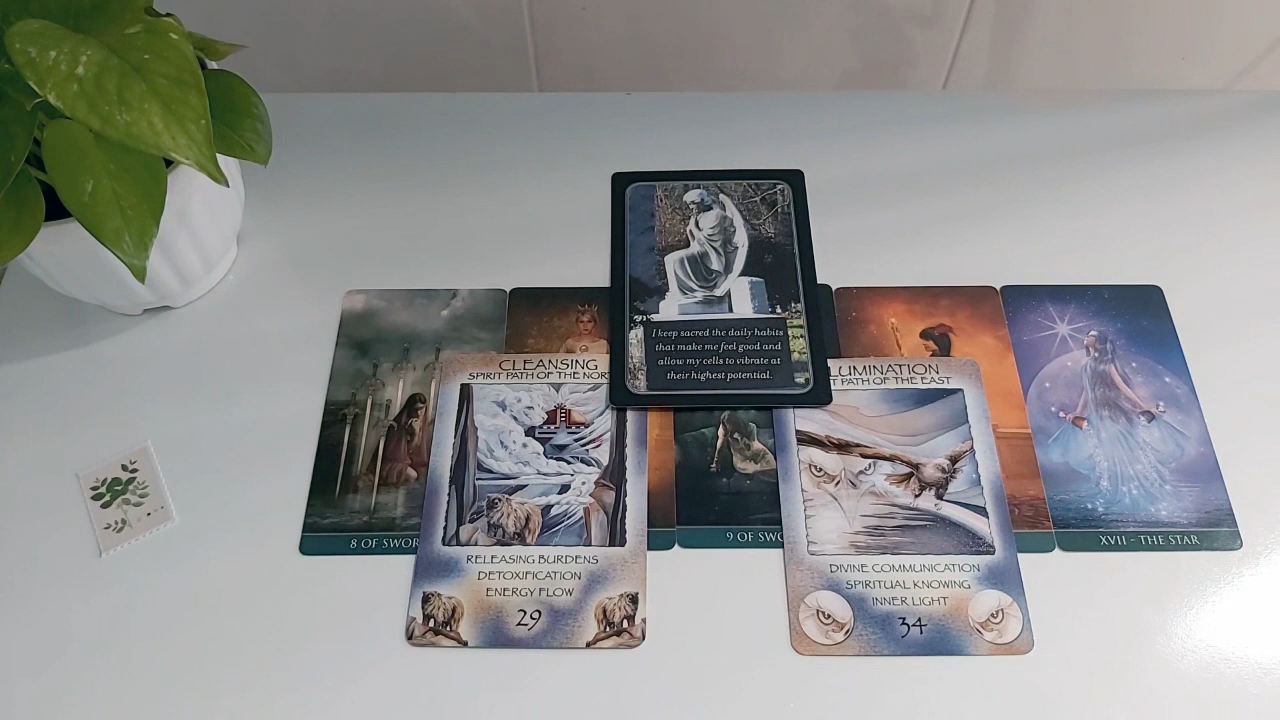 I keep sacred the daily habits
that make me feel good and
allow my cells to vibrate at
their highest potential.
CLEANSING
SPIRIT PATH OF THE NOR
RELEASING BURDENS
DETOXIFICATION
ENERGY FLOW
29
LUMINATION
T PATH OF THE EAST
DIVINE COMMUNICATION
SPIRITUAL KNOWING
INNER LIGHT
34
8 OF SWOR
9 OF SWO
XVII - THE STAR